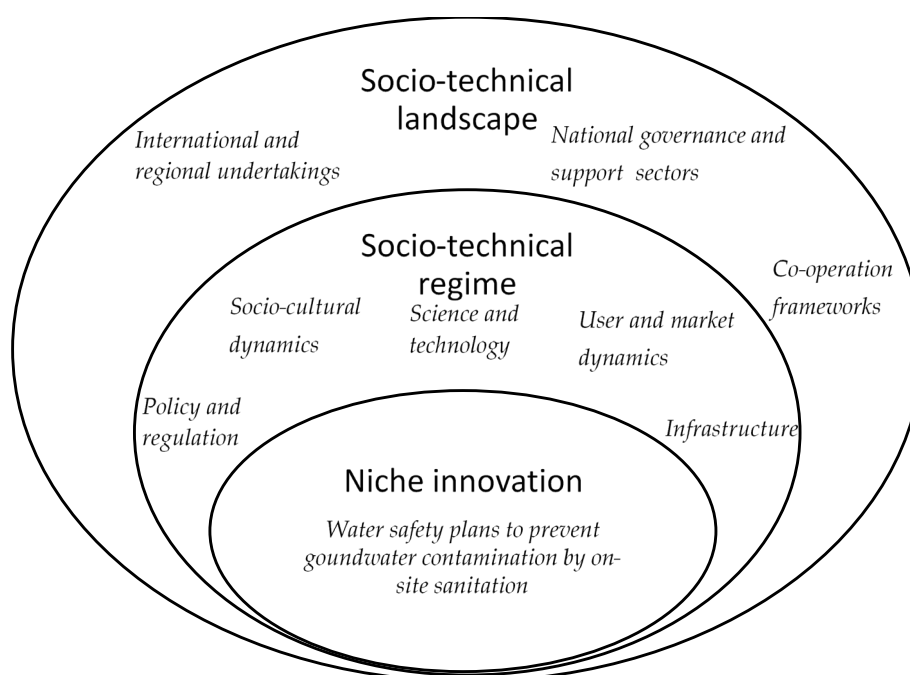 Socio-technical
landscape
International and
regional undertakings
National governance and
support sectors
Co-operation
frameworks
Socio-technical
regime
Socio-cultural
dynamics
Science and
technology
User and market
dynamics
Policy and
regulation
Infrastructure
Niche innovation
Water safety plans to prevent
goundwater contamination by on-
site sanitation